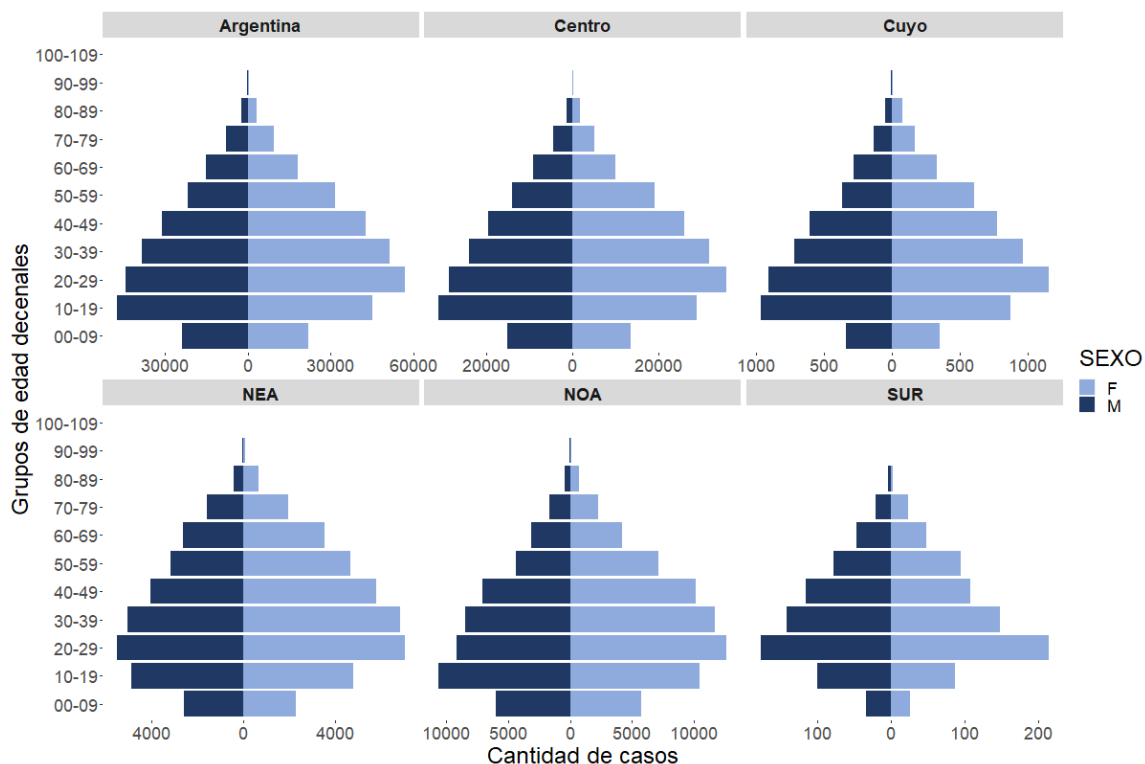 Argentina
Centro
Cuyo
100-109
90-99
80-89
70-79
60-69
50-59
40-49
30-39
20-29
10-19
00-09
30000 0 30000 60000
20000 0 20000
1000 500 0 500 1000
NEA
NOA
SUR
100-109
90-99
80-89
70-79
60-69
50-59
40-49
30-39
20-29
10-19
00-09
4000 0 4000
10000 5000 0 5000 10000
100 0 100 200
Grupos de edad decenales
Cantidad de casos
SEXO
F
M